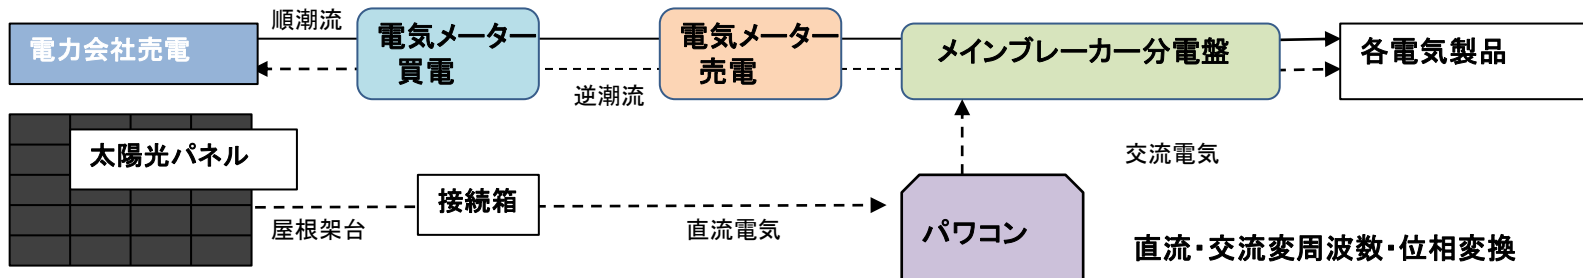 順潮流
電力会社売電
電気メーター
買電
電気メーター
売電
メインブレーカー分電盤
各電気製品
逆潮流
太陽光パネル
交流電気
接続箱
屋根架台
直流電気
パワコン
直流・交流変周波数・位相変換